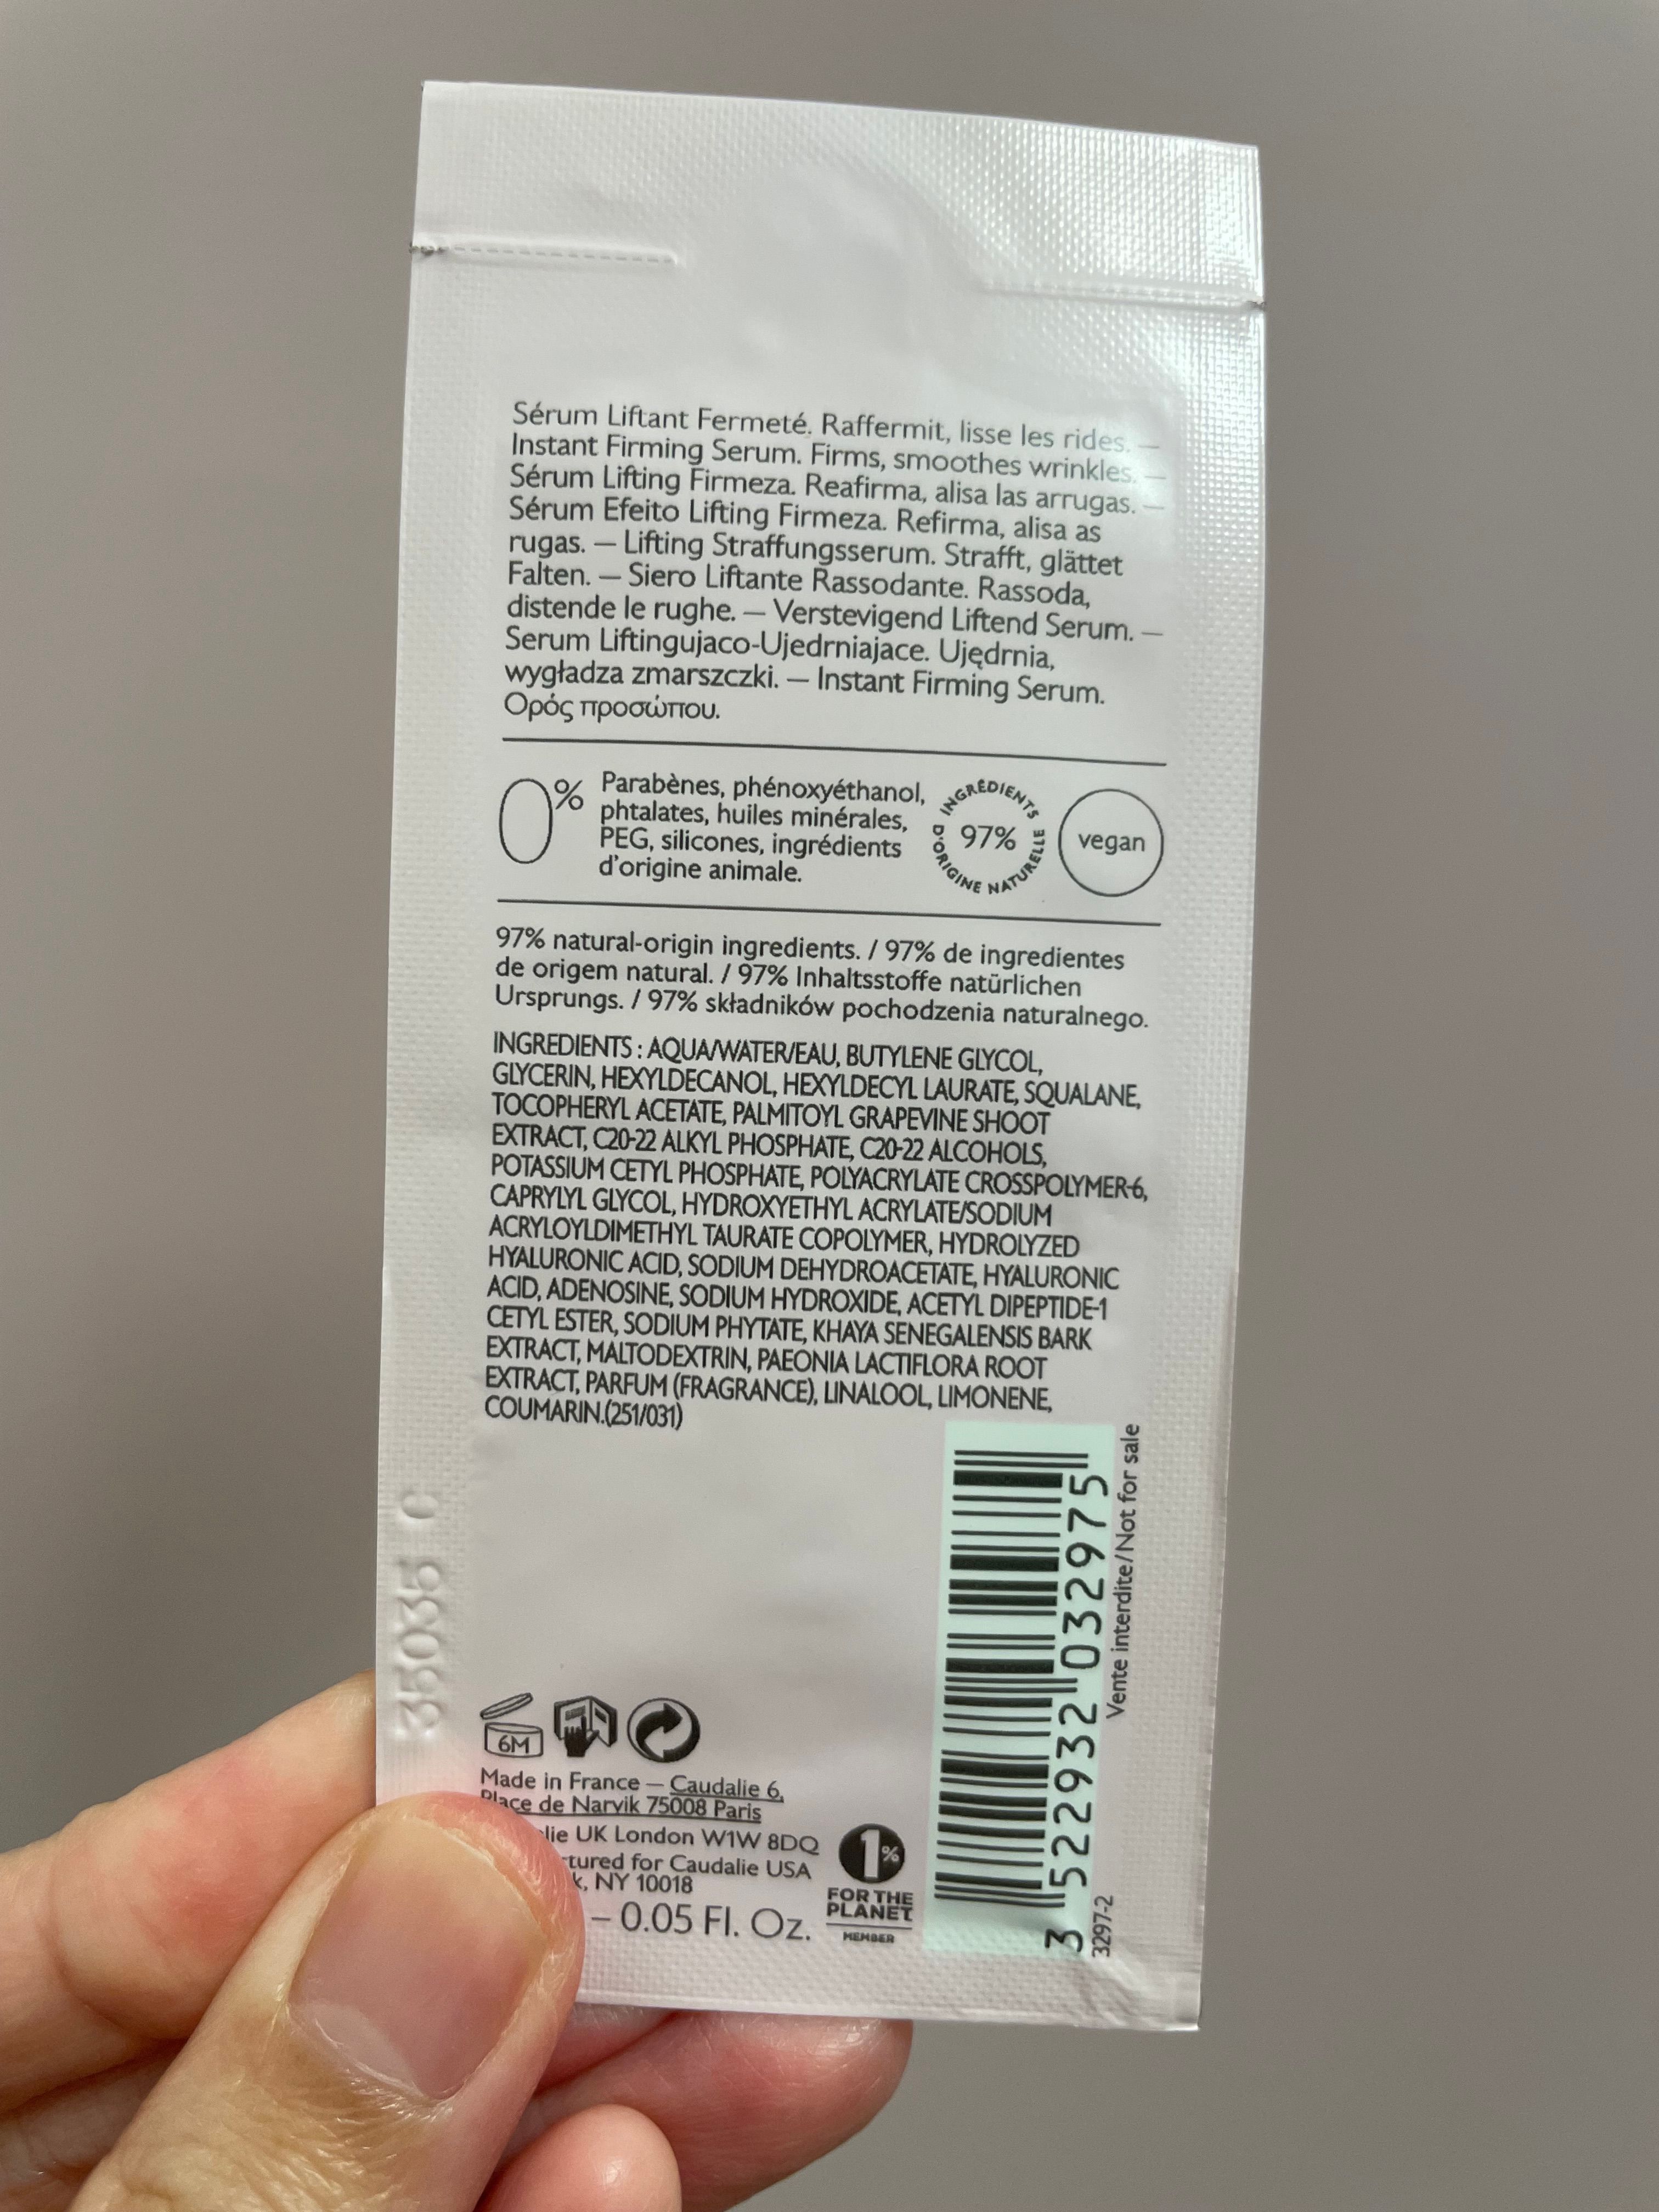 Sérum Liftant Fermeté. Raffermit, lisse les rides. —
Instant Firming Serum. Firms, smoothes wrinkles. —
Sérum Lifting Firmeza. Reafirma, alisa las arrugas. —
Sérum Efeito Lifting Firmeza. Refirma, alisa as
rugas. — Lifting Straffungsserum. Strafft, glättet
Falten. — Siero Liftante Rassodante. Rassoda,
distende le rughe. — Verstevigend Liftend Serum. —
Serum Liftingujaco-Ujedrniajace. Ujędrnia,
wygładza zmarszczki. — Instant Firming Serum.
Ορός προσώπου.
0%
Parabènes, phénoxyéthanol,
phtalates, huiles minérales,
PEG, silicones, ingrédients
d'origine animale.
INGRÉDIENTS D'ORIGINE NATURELLE
97%
vegan
97% natural-origin ingredients. / 97% de ingredientes
de origem natural. / 97% Inhaltsstoffe natürlichen
Ursprungs. / 97% składników pochodzenia naturalnego.
INGREDIENTS : AQUA/WATER/EAU, BUTYLENE GLYCOL,
GLYCERIN, HEXYLDECANOL, HEXYLDECYL LAURATE, SQUALANE,
TOCOPHERYL ACETATE, PALMITOYL GRAPEVINE SHOOT
EXTRACT, C20-22 ALKYL PHOSPHATE, C20-22 ALCOHOLS,
POTASSIUM CETYL PHOSPHATE, POLYACRYLATE CROSSPOLYMER-6,
CAPRYLYL GLYCOL, HYDROXYETHYL ACRYLATE/SODIUM
ACRYLOYLDIMETHYL TAURATE COPOLYMER, HYDROLYZED
HYALURONIC ACID, SODIUM DEHYDROACETATE, HYALURONIC
ACID, ADENOSINE, SODIUM HYDROXIDE, ACETYL DIPEPTIDE-1
CETYL ESTER, SODIUM PHYTATE, KHAYA SENEGALENSIS BARK
EXTRACT, MALTODEXTRIN, PAEONIA LACTIFLORA ROOT
EXTRACT, PARFUM (FRAGRANCE), LINALOOL, LIMONENE,
COUMARIN.(251/031)
35035 C
6M
Made in France — Caudalie 6,
Place de Narvik 75008 Paris
UK London W1W 8DQ
for Caudalie USA
NY 10018
– 0.05 Fl. Oz.
1%
FOR THE
PLANET
MEMBER
3 522932 032975
Vente interdite/Not for sale
3297-2